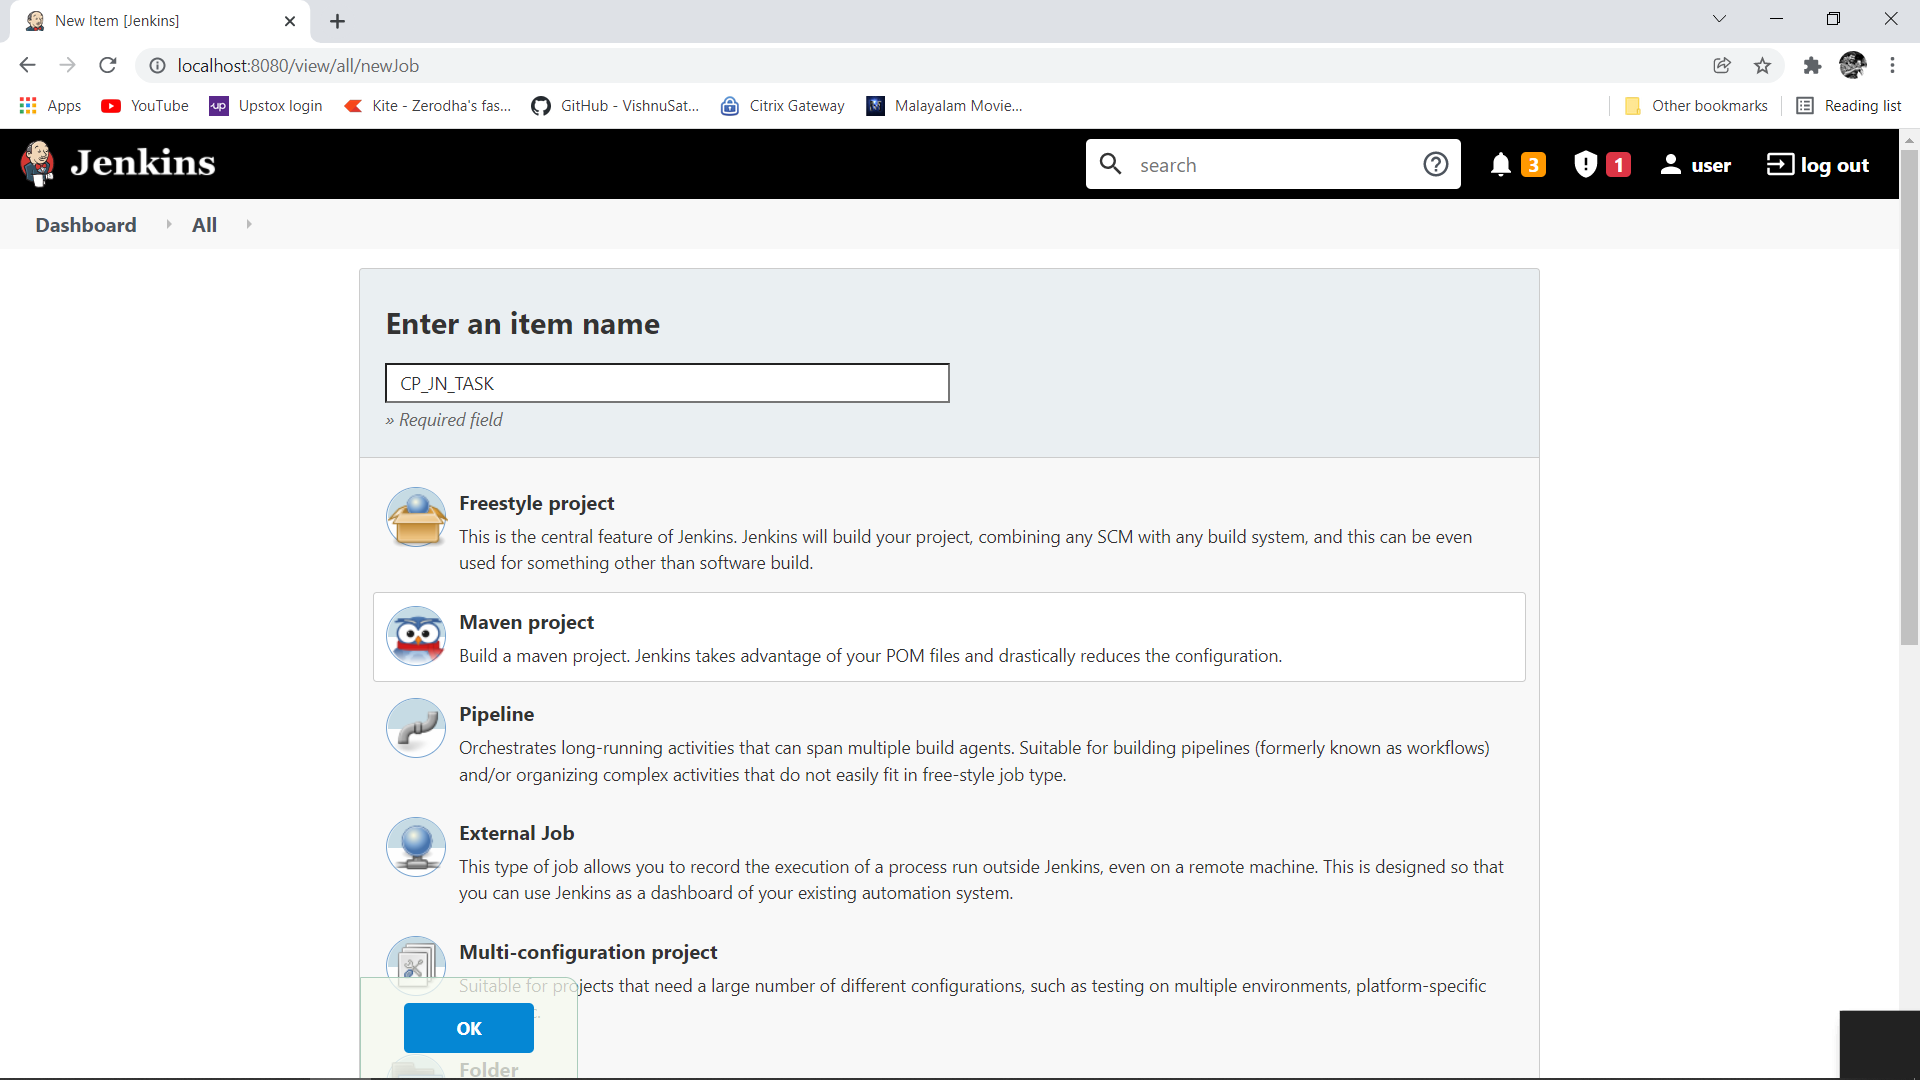 New Item [Jenkins]
localhost:8080/view/all/newJob
Apps
YouTube
up
Upstox login
Kite - Zerodha's fas...
GitHub - VishnuSat...
Citrix Gateway
Malayalam Movie...
Other bookmarks
Reading list
Jenkins
search
3
1
user
log out
Dashboard
All
Enter an item name
CP_JN_TASK
» Required field
Freestyle project
This is the central feature of Jenkins. Jenkins will build your project, combining any SCM with any build system, and this can be even
used for something other than software build.
Maven project
Build a maven project. Jenkins takes advantage of your POM files and drastically reduces the configuration.
Pipeline
Orchestrates long-running activities that can span multiple build agents. Suitable for building pipelines (formerly known as workflows)
and/or organizing complex activities that do not easily fit in free-style job type.
External Job
This type of job allows you to record the execution of a process run outside Jenkins, even on a remote machine. This is designed so that
you can use Jenkins as a dashboard of your existing automation system.
Multi-configuration project
Suitable for projects that need a large number of different configurations, such as testing on multiple environments, platform-specific
OK
Folder